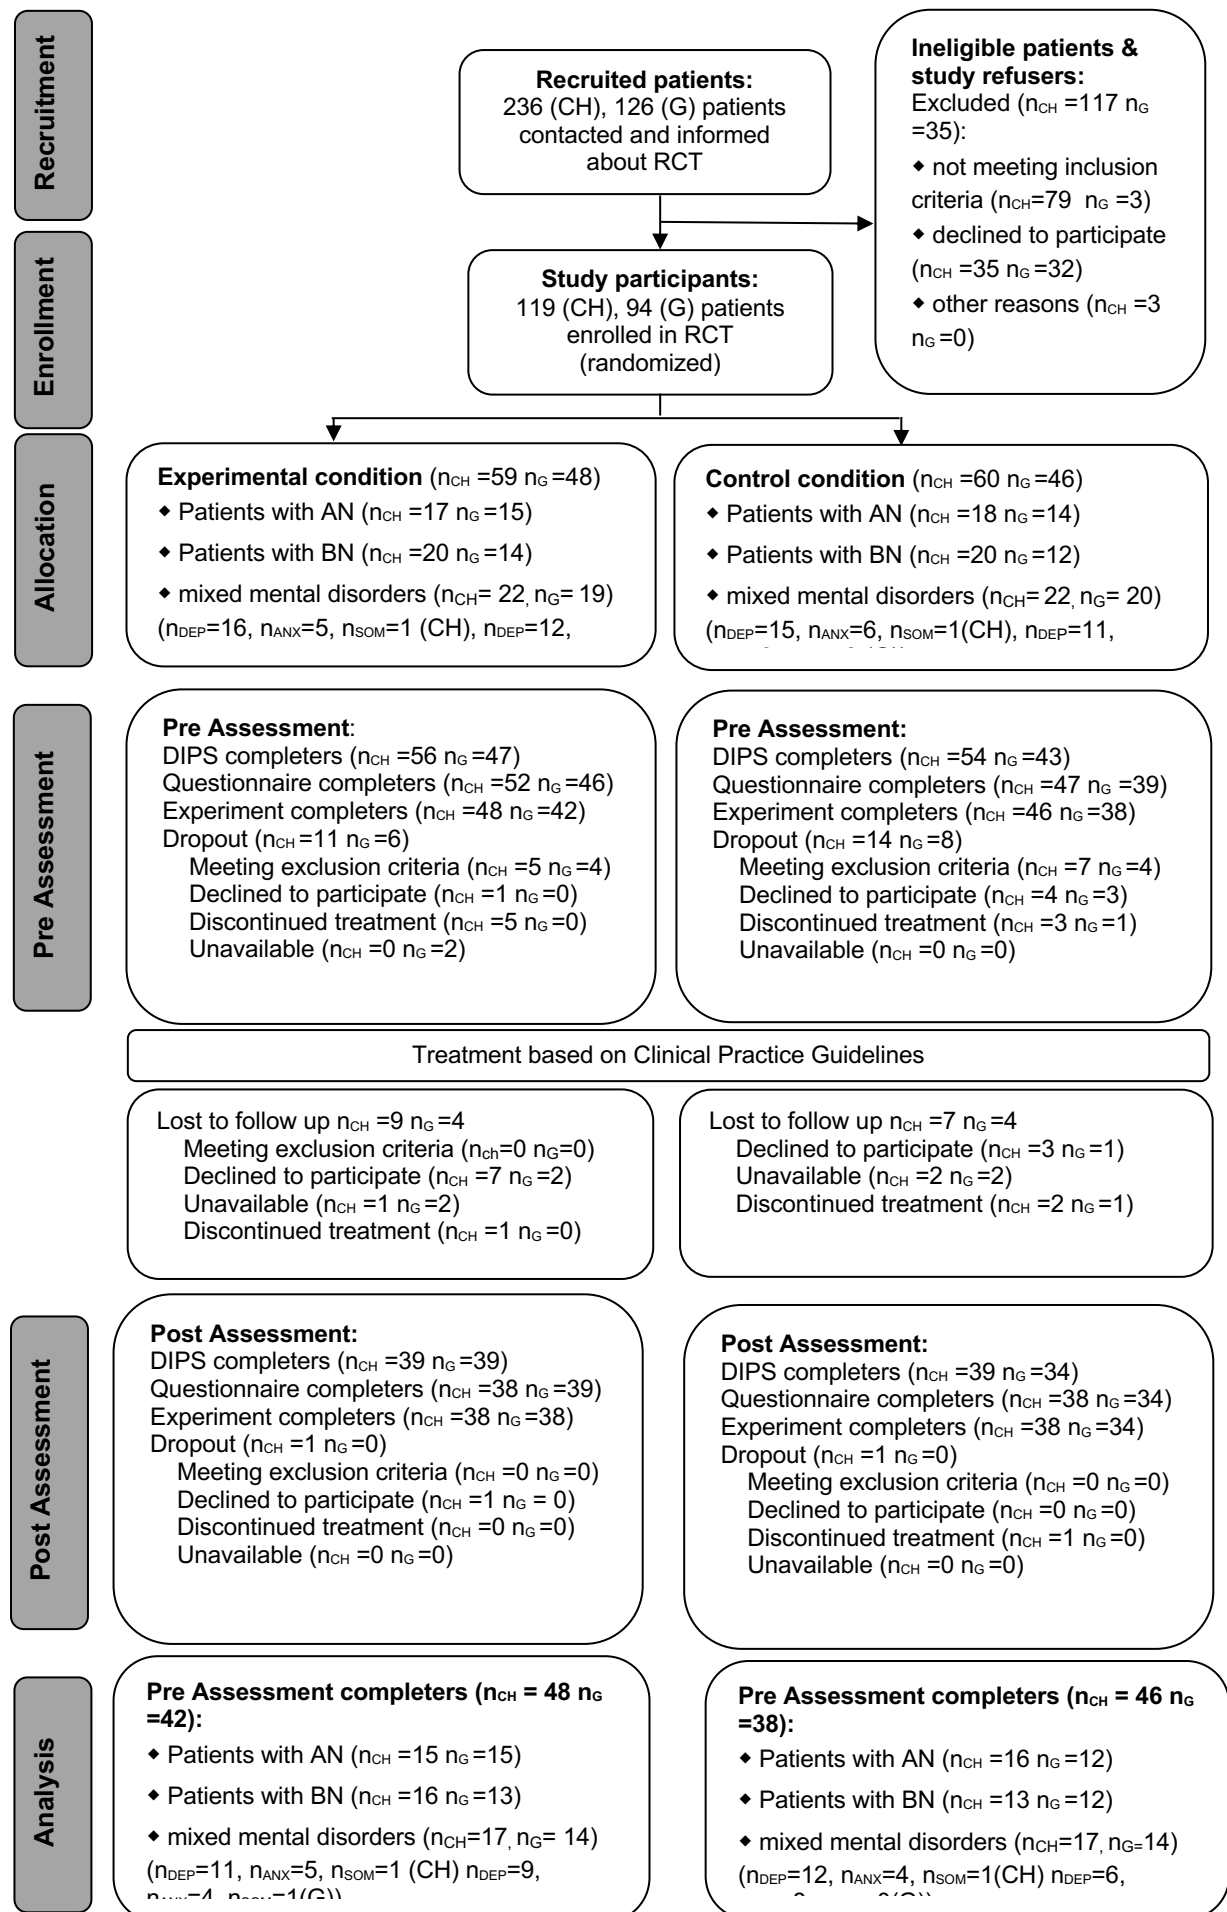 Recruitment
Recruited patients:
236 (CH), 126 (G) patients
contacted and informed
about RCT
Ineligible patients &
study refusers:
Excluded (nCH =117 nG
=35):
◆ not meeting inclusion
criteria (nCH=79 nG =3)
◆ declined to participate
(nCH =35 nG =32)
◆ other reasons (nCH =3
nG =0)
Enrollment
Study participants:
119 (CH), 94 (G) patients
enrolled in RCT
(randomized)
Allocation
Experimental condition (nCH =59 nG =48)
◆ Patients with AN (nCH =17 nG =15)
◆ Patients with BN (nCH =20 nG =14)
◆ mixed mental disorders (nCH= 22, nG= 19)
(nDEP=16, nANX=5, nSOM=1 (CH), nDEP=12,
Control condition (nCH =60 nG =46)
◆ Patients with AN (nCH =18 nG =14)
◆ Patients with BN (nCH =20 nG =12)
◆ mixed mental disorders (nCH= 22, nG= 20)
(nDEP=15, nANX=6, nSOM=1(CH), nDEP=11,
Pre Assessment
Pre Assessment:
DIPS completers (nCH =56 nG =47)
Questionnaire completers (nCH =52 nG =46)
Experiment completers (nCH =48 nG =42)
Dropout (nCH =11 nG =6)
Meeting exclusion criteria (nCH =5 nG =4)
Declined to participate (nCH =1 nG =0)
Discontinued treatment (nCH =5 nG =0)
Unavailable (nCH =0 nG =2)
Pre Assessment:
DIPS completers (nCH =54 nG =43)
Questionnaire completers (nCH =47 nG =39)
Experiment completers (nCH =46 nG =38)
Dropout (nCH =14 nG =8)
Meeting exclusion criteria (nCH =7 nG =4)
Declined to participate (nCH =4 nG =3)
Discontinued treatment (nCH =3 nG =1)
Unavailable (nCH =0 nG =0)
Treatment based on Clinical Practice Guidelines
Lost to follow up nCH =9 nG =4
Meeting exclusion criteria (nch=0 nG=0)
Declined to participate (nCH =7 nG =2)
Unavailable (nCH =1 nG =2)
Discontinued treatment (nCH =1 nG =0)
Lost to follow up nCH =7 nG =4
Declined to participate (nCH =3 nG =1)
Unavailable (nCH =2 nG =2)
Discontinued treatment (nCH =2 nG =1)
Post Assessment
Post Assessment:
DIPS completers (nCH =39 nG =39)
Questionnaire completers (nCH =38 nG =39)
Experiment completers (nCH =38 nG =38)
Dropout (nCH =1 nG =0)
Meeting exclusion criteria (nCH =0 nG =0)
Declined to participate (nCH =1 nG = 0)
Discontinued treatment (nCH =0 nG =0)
Unavailable (nCH =0 nG =0)
Post Assessment:
DIPS completers (nCH =39 nG =34)
Questionnaire completers (nCH =38 nG =34)
Experiment completers (nCH =38 nG =34)
Dropout (nCH =1 nG =0)
Meeting exclusion criteria (nCH =0 nG =0)
Declined to participate (nCH =0 nG =0)
Discontinued treatment (nCH =1 nG =0)
Unavailable (nCH =0 nG =0)
Analysis
Pre Assessment completers (nCH = 48 nG
=42):
◆ Patients with AN (nCH =15 nG =15)
◆ Patients with BN (nCH =16 nG =13)
◆ mixed mental disorders (nCH=17, nG= 14)
(nDEP=11, nANX=5, nSOM=1 (CH) nDEP=9,
nANX=4, nSOM=1(G))
Pre Assessment completers (nCH = 46 nG
=38):
◆ Patients with AN (nCH =16 nG =12)
◆ Patients with BN (nCH =13 nG =12)
◆ mixed mental disorders (nCH=17, nG=14)
(nDEP=12, nANX=4, nSOM=1(CH) nDEP=6,